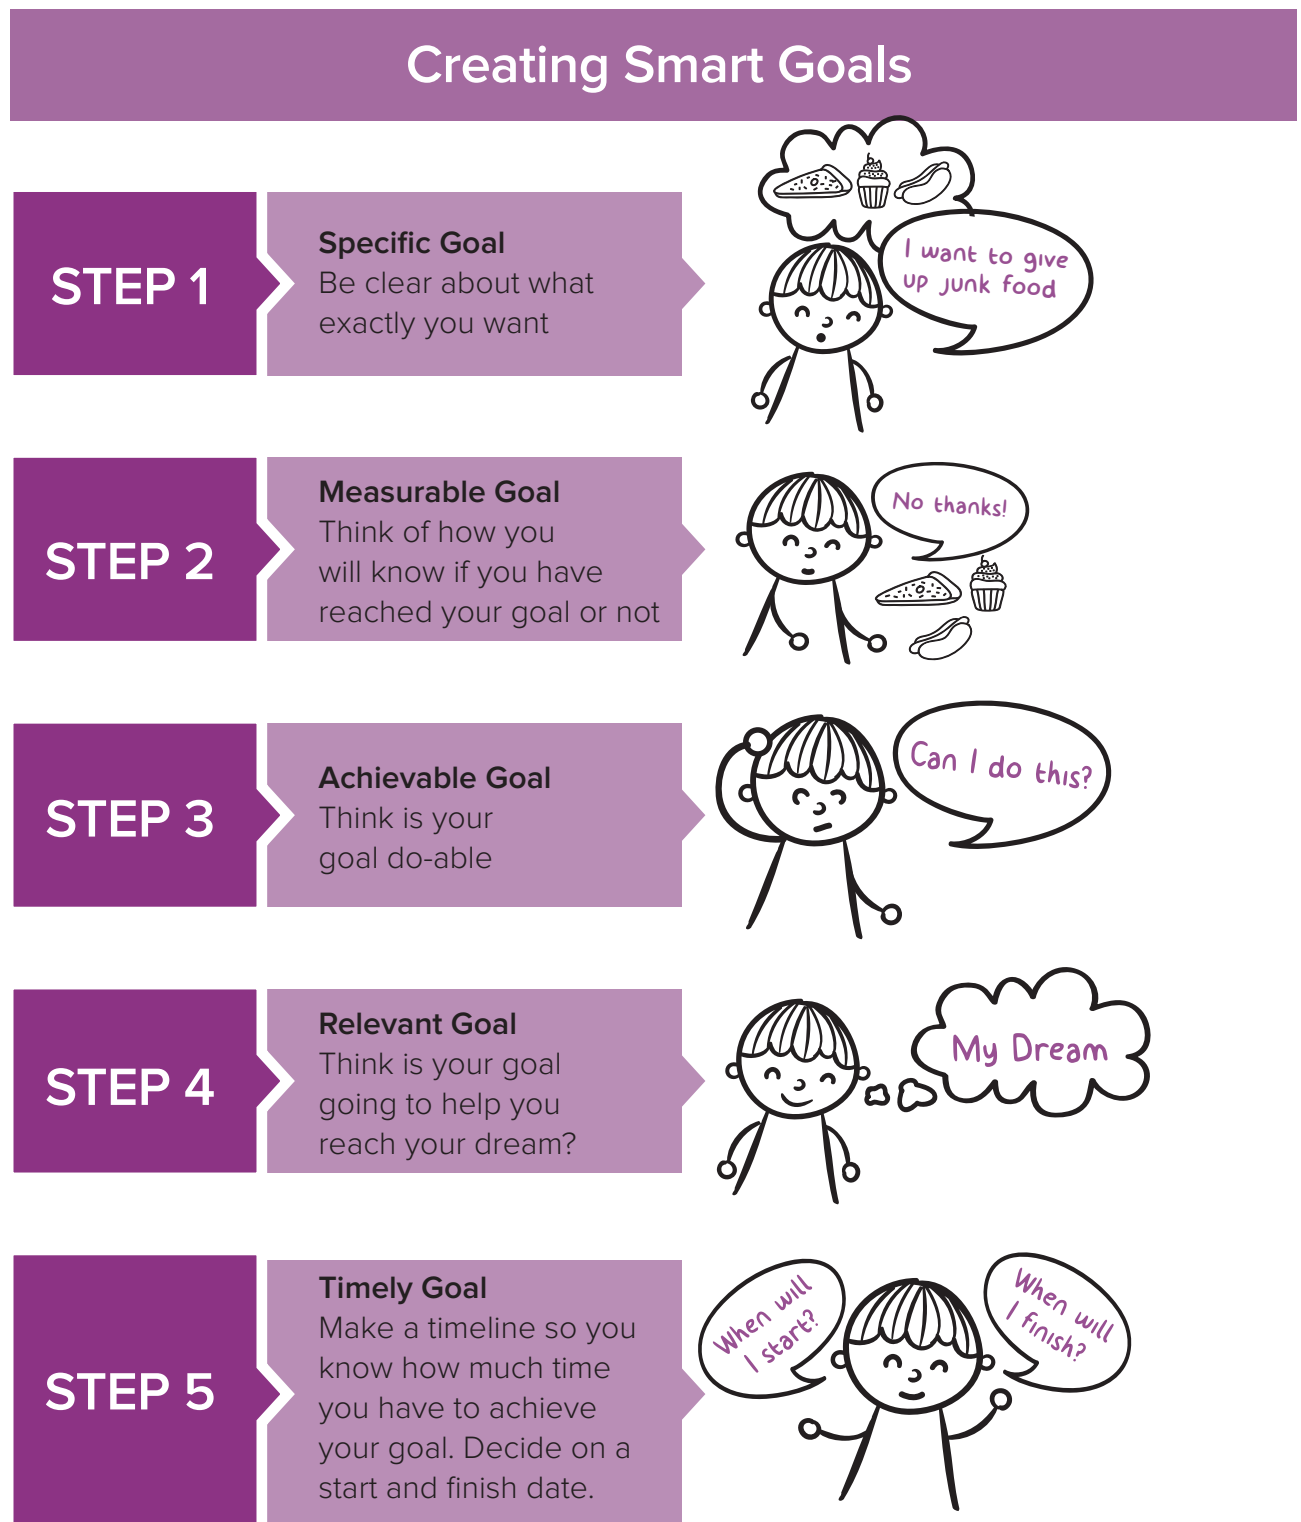 Creating Smart Goals
STEP 1
Specific Goal
Be clear about what
exactly you want
I want to give
up junk food
STEP 2
Measurable Goal
Think of how you
will know if you have
reached your goal or not
No thanks!
STEP 3
Achievable Goal
Think is your
goal do-able
Can I do this?
STEP 4
Relevant Goal
Think is your goal
going to help you
reach your dream?
My Dream
STEP 5
Timely Goal
Make a timeline so you
know how much time
you have to achieve
your goal. Decide on a
start and finish date.
When will
I start?
When will
I finish?